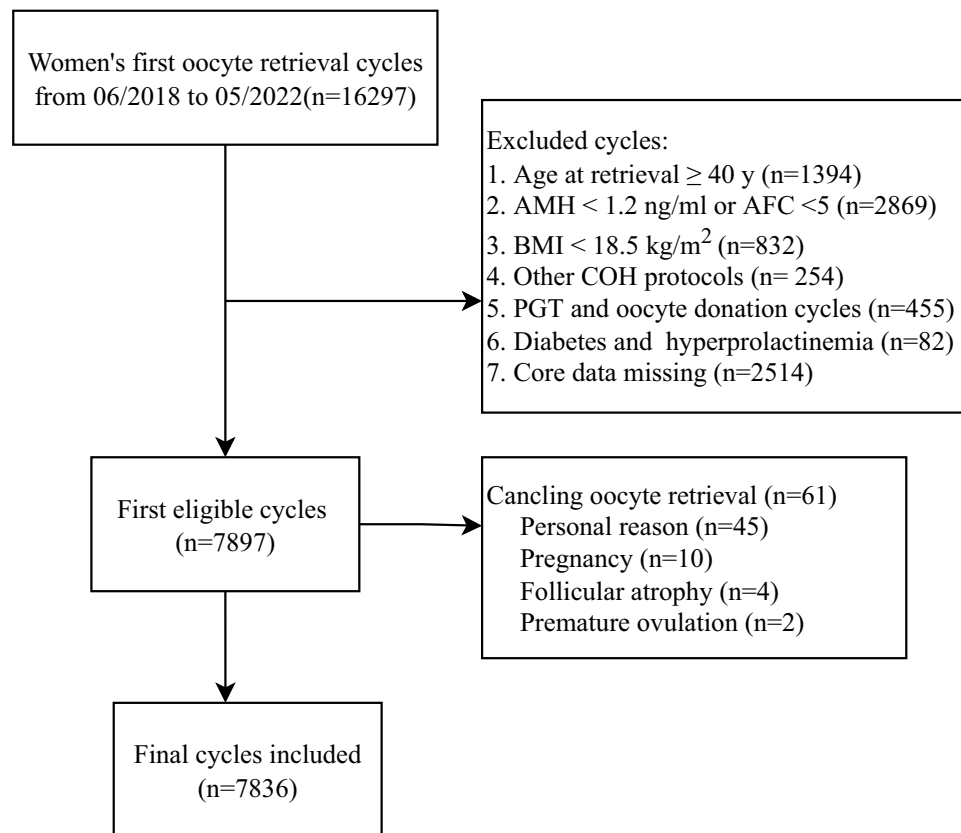 Women's first oocyte retrieval cycles
from 06/2018 to 05/2022(n=16297)
Excluded cycles:
1. Age at retrieval ≥ 40 y (n=1394)
2. AMH < 1.2 ng/ml or AFC <5 (n=2869)
3. BMI < 18.5 kg/m² (n=832)
4. Other COH protocols (n= 254)
5. PGT and oocyte donation cycles (n=455)
6. Diabetes and  hyperprolactinemia (n=82)
7. Core data missing (n=2514)
First eligible cycles
(n=7897)
Cancling oocyte retrieval (n=61)
Personal reason (n=45)
Pregnancy (n=10)
Follicular atrophy (n=4)
Premature ovulation (n=2)
Final cycles included
(n=7836)